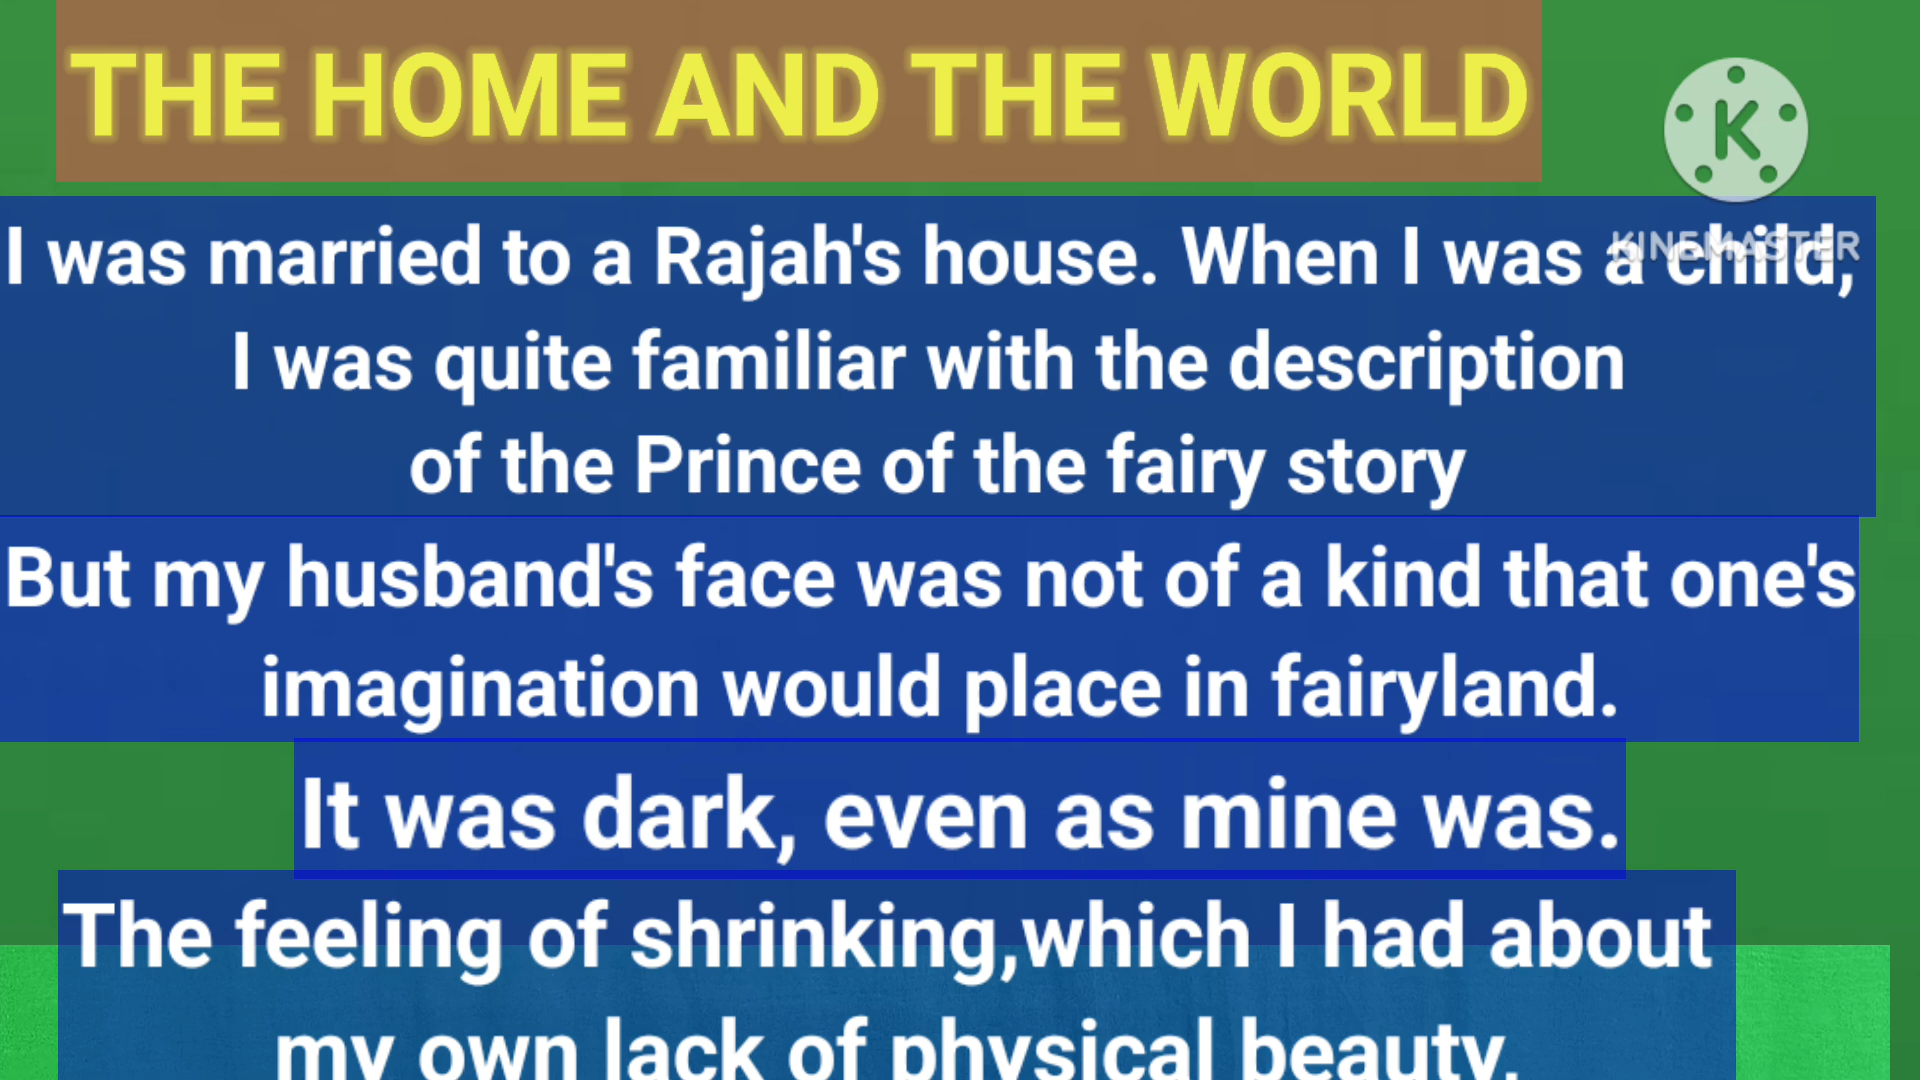 THE HOME AND THE WORLD
K
KINEMASTER
I was married to a Rajah's house. When I was a child,
I was quite familiar with the description
of the Prince of the fairy story
But my husband's face was not of a kind that one's
imagination would place in fairyland.
It was dark, even as mine was.
The feeling of shrinking,which I had about
my own lack of physical beauty,